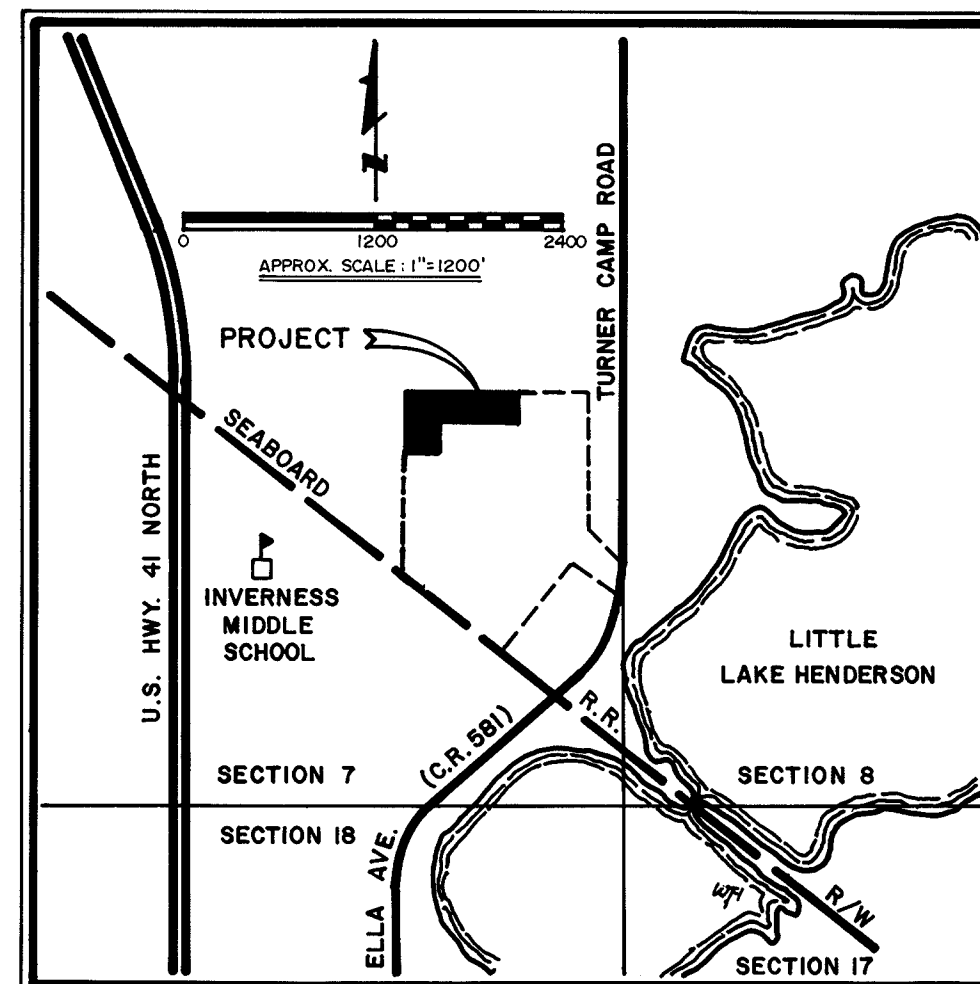 N
0 1200 2400
APPROX. SCALE: 1"=1200'
TURNER CAMP ROAD
PROJECT
SEABOARD
U.S. HWY. 41 NORTH
INVERNESS
MIDDLE
SCHOOL
LITTLE
LAKE HENDERSON
R.R.
(C.R. 581)
SECTION 7
SECTION 8
SECTION 18
ELLA AVE.
R/W
SECTION 17